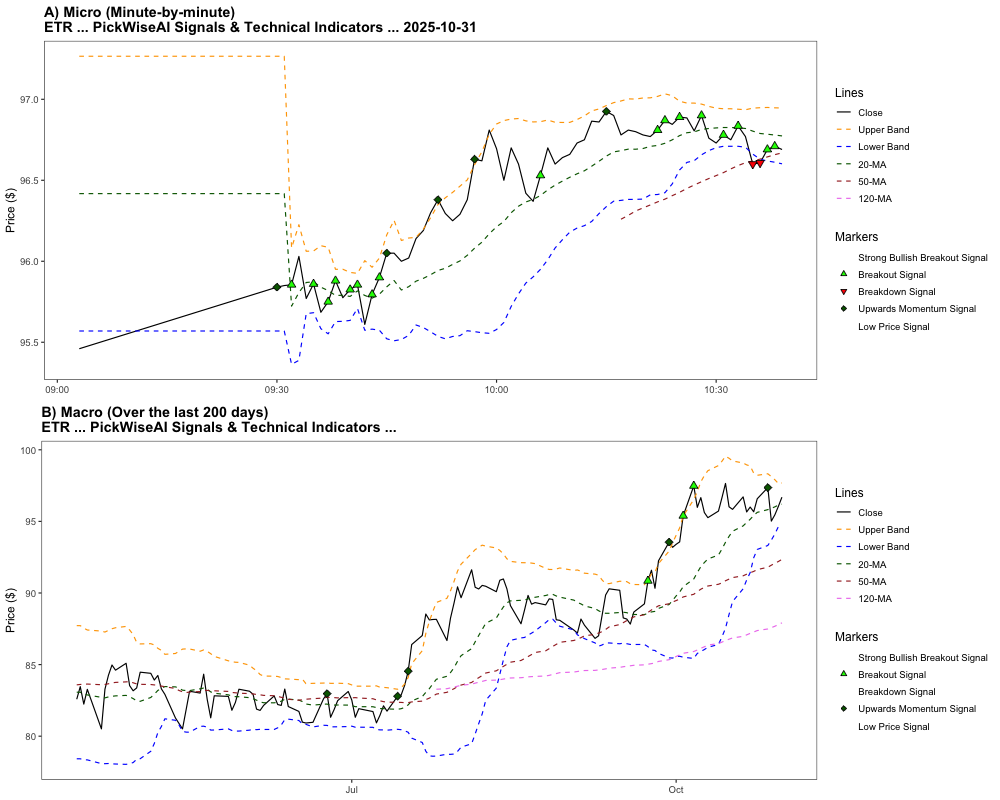 A) Micro (Minute-by-minute)
ETR ... PickWiseAI Signals & Technical Indicators ... 2025-10-31
Price ($)
97.0
96.5
96.0
95.5
09:00
09:30
10:00
10:30
Lines
Close
Upper Band
Lower Band
20-MA
50-MA
120-MA
Markers
Strong Bullish Breakout Signal
Breakout Signal
Breakdown Signal
Upwards Momentum Signal
Low Price Signal
B) Macro (Over the last 200 days)
ETR ... PickWiseAI Signals & Technical Indicators ...
Price ($)
100
95
90
85
80
Jul
Oct
Lines
Close
Upper Band
Lower Band
20-MA
50-MA
120-MA
Markers
Strong Bullish Breakout Signal
Breakout Signal
Breakdown Signal
Upwards Momentum Signal
Low Price Signal